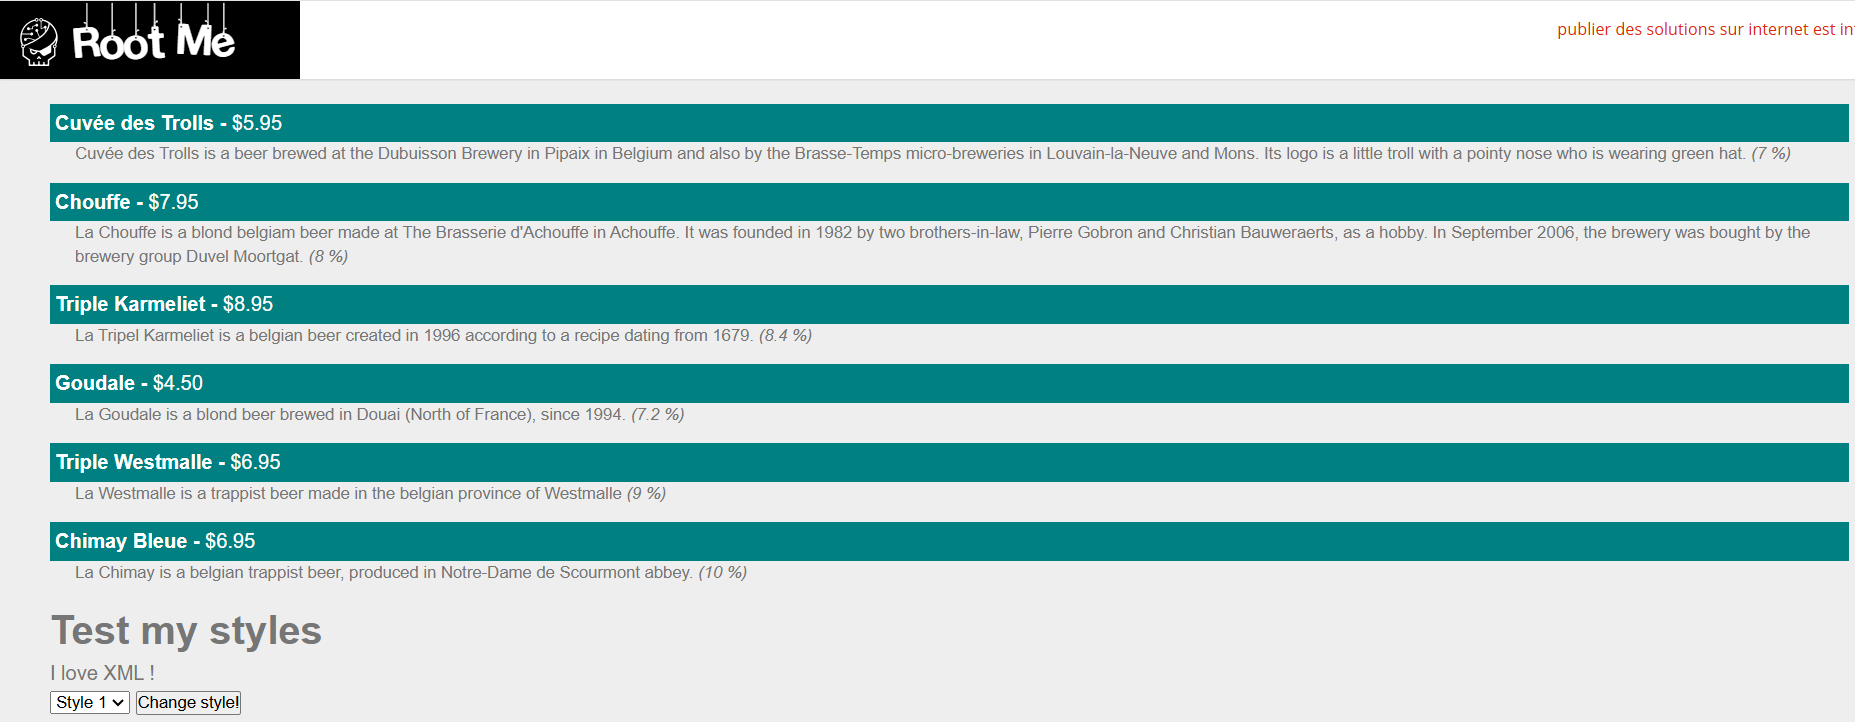 Root Me
publier des solutions sur internet est in
Cuvée des Trolls - $5.95
Cuvée des Trolls is a beer brewed at the Dubuisson Brewery in Pipaix in Belgium and also by the Brasse-Temps micro-breweries in Louvain-la-Neuve and Mons. Its logo is a little troll with a pointy nose who is wearing green hat. (7 %)
Chouffe - $7.95
La Chouffe is a blond belgiam beer made at The Brasserie d'Achouffe in Achouffe. It was founded in 1982 by two brothers-in-law, Pierre Gobron and Christian Bauweraerts, as a hobby. In September 2006, the brewery was bought by the
brewery group Duvel Moortgat. (8 %)
Triple Karmeliet - $8.95
La Tripel Karmeliet is a belgian beer created in 1996 according to a recipe dating from 1679. (8.4 %)
Goudale - $4.50
La Goudale is a blond beer brewed in Douai (North of France), since 1994. (7.2 %)
Triple Westmalle - $6.95
La Westmalle is a trappist beer made in the belgian province of Westmalle (9 %)
Chimay Bleue - $6.95
La Chimay is a belgian trappist beer, produced in Notre-Dame de Scourmont abbey. (10 %)
Test my styles
I love XML !
Style 1 Change style!